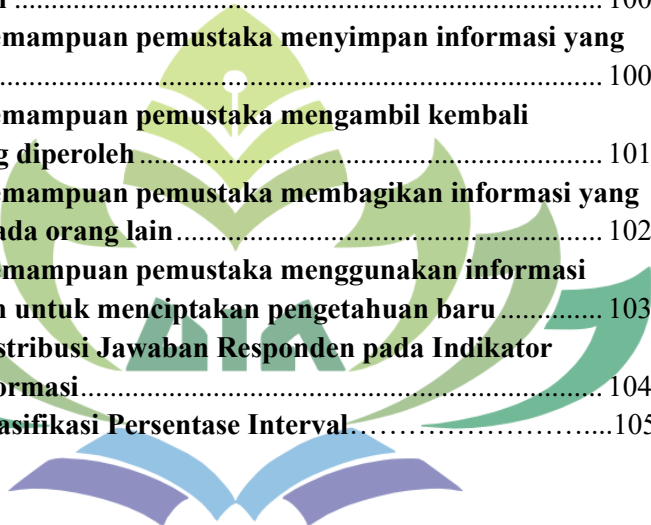 ........................................................................................ 100
emampuan pemustaka menyimpan informasi yang
........................................................................................ 100
emampuan pemustaka mengambil kembali
g diperoleh .................................................................... 101
emampuan pemustaka membagikan informasi yang
ada orang lain .............................................................. 102
emampuan pemustaka menggunakan informasi
n untuk menciptakan pengetahuan baru .............. 103
stribusi Jawaban Responden pada Indikator
ormasi ............................................................................ 104
asifikasi Persentase Interval…………………....105